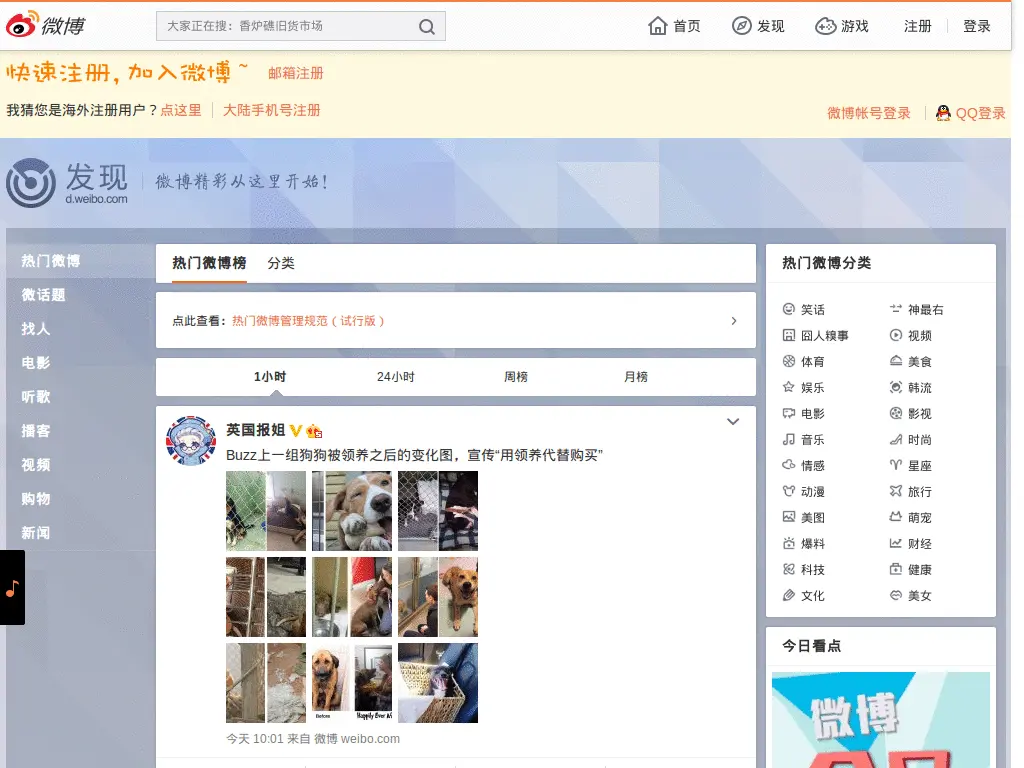 微博
大家正在搜：香炉礁旧货市场
首页
发现
游戏
注册
登录
快速注册，加入微博~ 邮箱注册
我猜您是海外注册用户？点这里 大陆手机号注册
微博帐号登录
QQ登录
发现
d.weibo.com
微博精彩从这里开始！
热门微博
微话题
找人
电影
听歌
播客
视频
购物
新闻
热门微博榜 分类
点此查看：热门微博管理规范（试行版）
1小时 24小时 周榜 月榜
英国报姐
Buzz上一组狗狗被领养之后的变化图，宣传“用领养代替购买”
Before
今天 10:01 来自 微博 weibo.com
热门微博分类
笑话 神最右
囧人糗事 视频
体育 美食
娱乐 韩流
电影 影视
音乐 时尚
情感 星座
动漫 旅行
美图 萌宠
爆料 财经
科技 健康
文化 美女
今日看点
微博